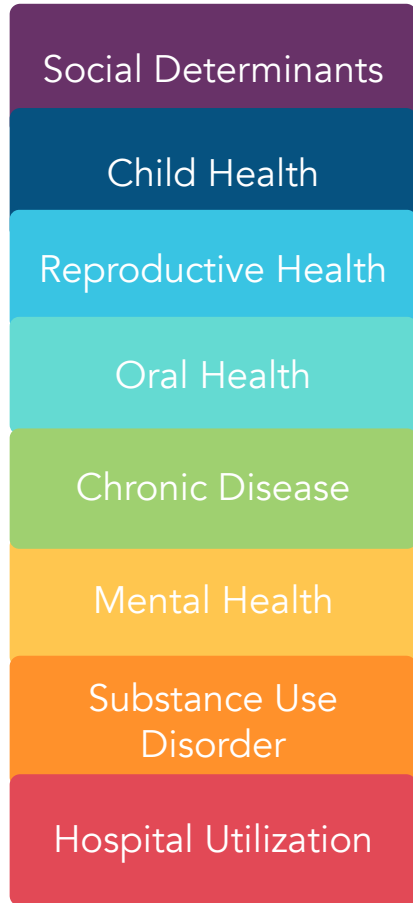 Social Determinants
Child Health
Reproductive Health
Oral Health
Chronic Disease
Mental Health
Substance Use
Disorder
Hospital Utilization